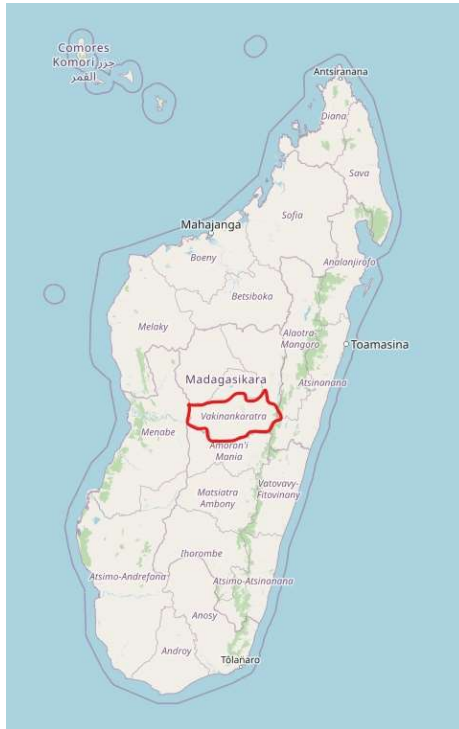 Comores
Komori جزر
القمر
Antsiranana
Diana
Sava
Sofia
Mahajanga
Boeny
Analanjirofo
Betsiboka
Melaky
Alaotra-
Mangoro
Toamasina
Madagasikara
Atsinanana
Vakinankaratra
Menabe
Amoron'i
Mania
Vatovavy-
Fitovinany
Matsiatra
Ambony
Ihorombe
Atsimo-Andrefana
Atsimo-Atsinanana
Anosy
Androy
Tôlanaro